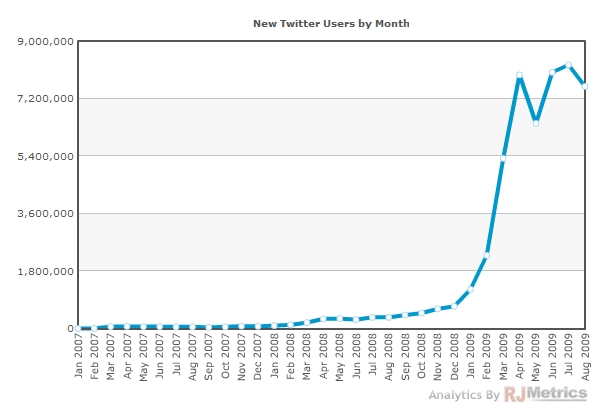 New Twitter Users by Month
9,000,000
7,200,000
5,400,000
3,600,000
1,800,000
0
Jan 2007
Feb 2007
Mar 2007
Apr 2007
May 2007
Jun 2007
Jul 2007
Aug 2007
Sep 2007
Oct 2007
Nov 2007
Dec 2007
Jan 2008
Feb 2008
Mar 2008
Apr 2008
May 2008
Jun 2008
Jul 2008
Aug 2008
Sep 2008
Oct 2008
Nov 2008
Dec 2008
Jan 2009
Feb 2009
Mar 2009
Apr 2009
May 2009
Jun 2009
Jul 2009
Aug 2009
Analytics By RJMetrics